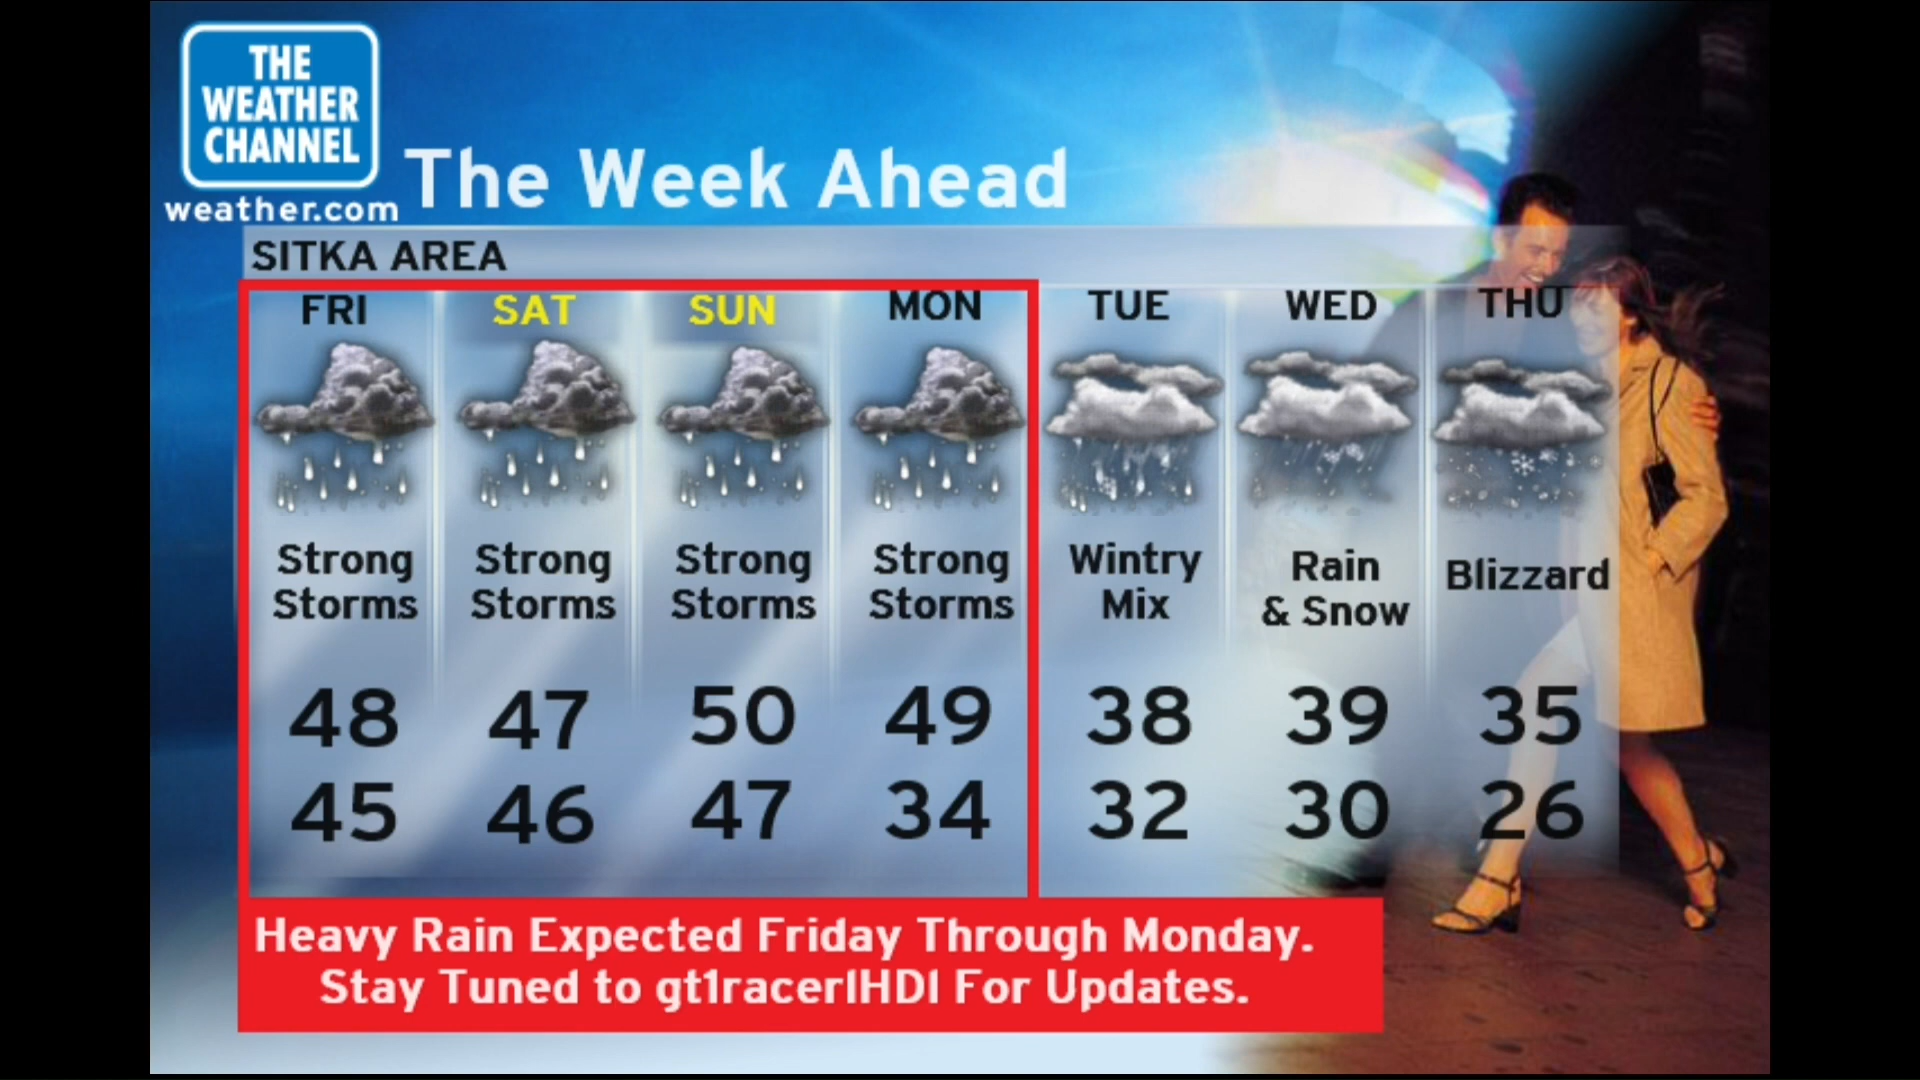 THE
WEATHER
CHANNEL
weather.com
The Week Ahead
SITKA AREA
FRI SAT SUN MON TUE WED THU
Strong Strong Strong Strong Wintry Rain Blizzard
Storms Storms Storms Storms Mix & Snow
48 47 50 49 38 39 35
45 46 47 34 32 30 26
Heavy Rain Expected Friday Through Monday.
Stay Tuned to gt1racerlHDl For Updates.